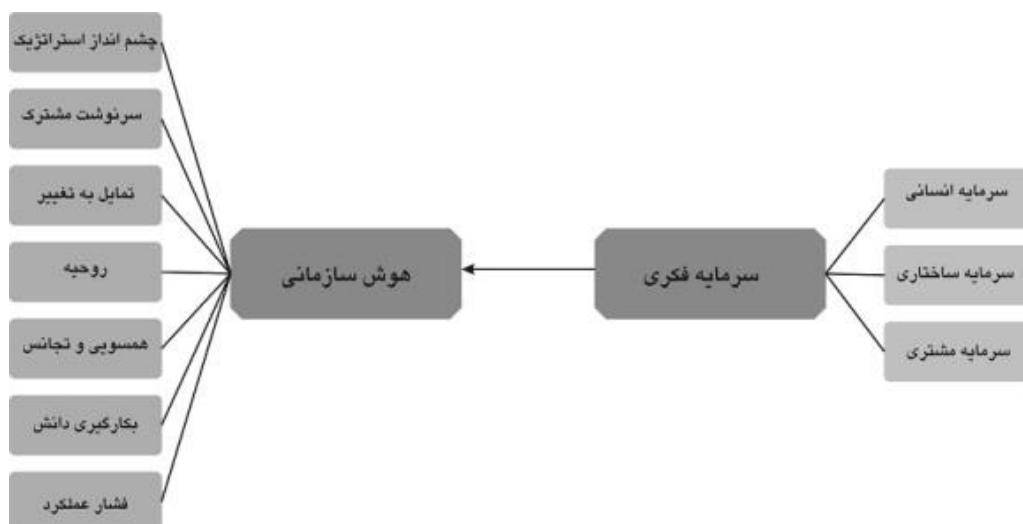 سرمایه انسانی
سرمایه ساختاری
سرمایه مشتری
سرمایه فکری
هوش سازمانی
چشم انداز استراتژیک
سرنوشت مشترک
تمایل به تغییر
روحیه
همسویی و تجانس
بکارگیری دانش
فشار عملکرد